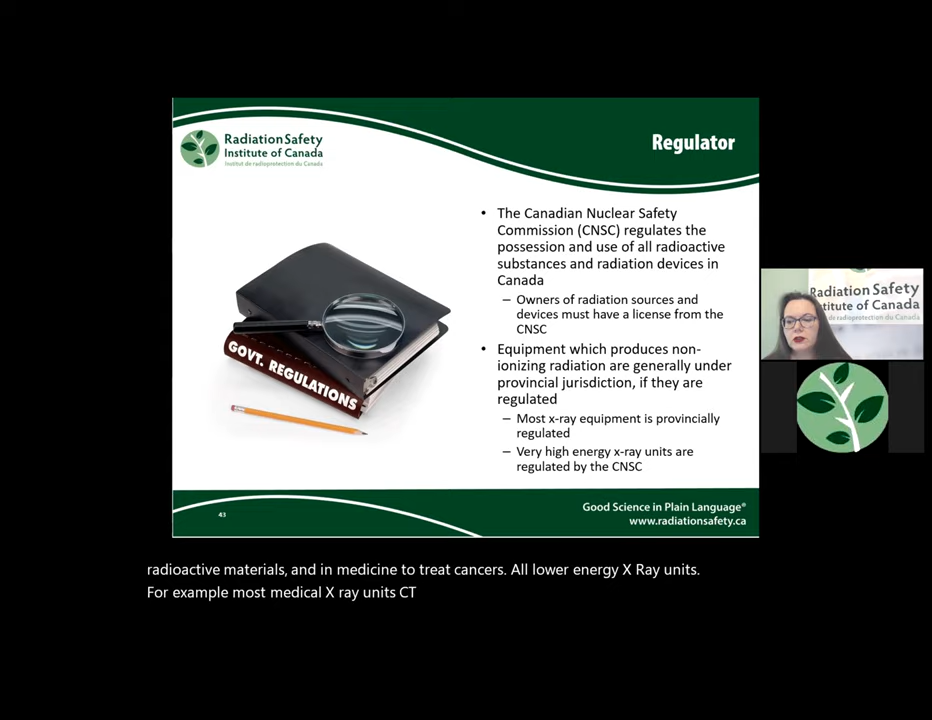 Radiation Safety
Institute of Canada
Institut de radioprotection du Canada
Regulator
• The Canadian Nuclear Safety
Commission (CNSC) regulates the
possession and use of all radioactive
substances and radiation devices in
Canada
– Owners of radiation sources and
devices must have a license from the
CNSC
• Equipment which produces non-
ionizing radiation are generally under
provincial jurisdiction, if they are
regulated
– Most x-ray equipment is provincially
regulated
– Very high energy x-ray units are
regulated by the CNSC
GOVT. REGULATIONS
43
Good Science in Plain Language®
www.radiationsafety.ca
Radiation Safety
nstitute of Canada
de radioprotection du Canada
radioactive materials, and in medicine to treat cancers. All lower energy X Ray units.
For example most medical X ray units CT